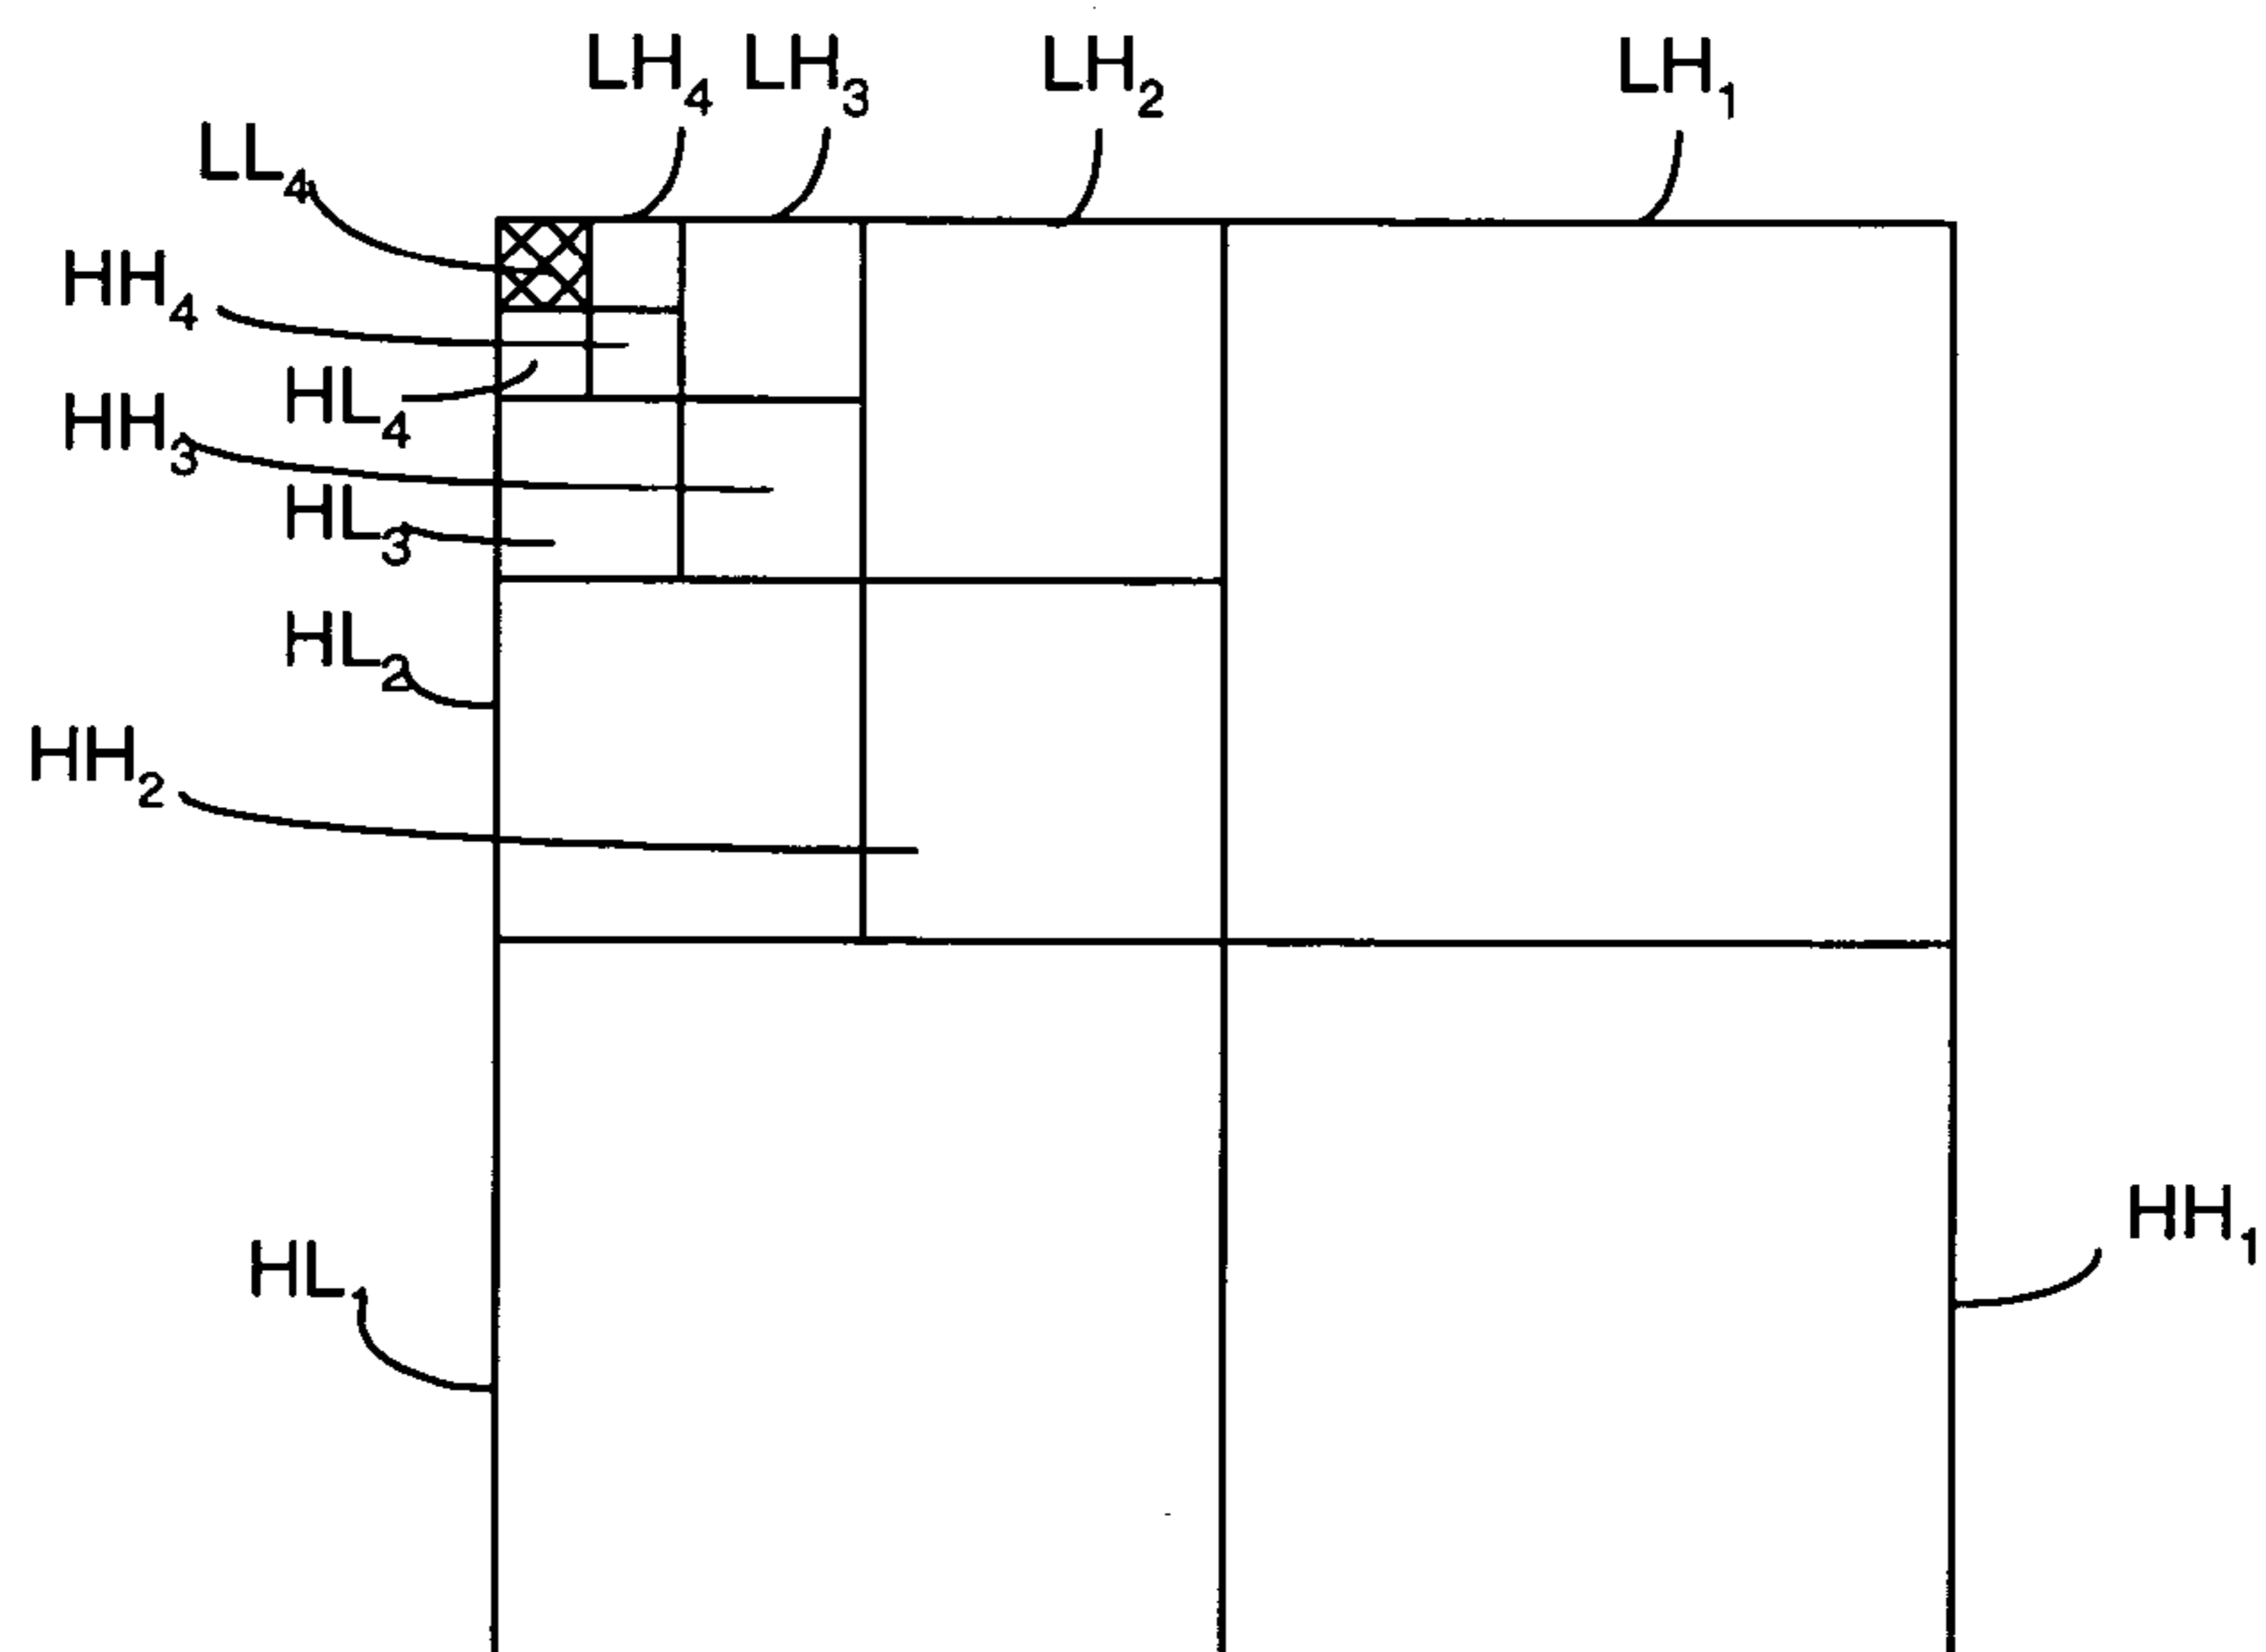 LH₄ LH₃ LH₂ LH₁
LL₄
HH₄
HL₄
HH₃
HL₃
HL₂
HH₂
HH₁
HL₁